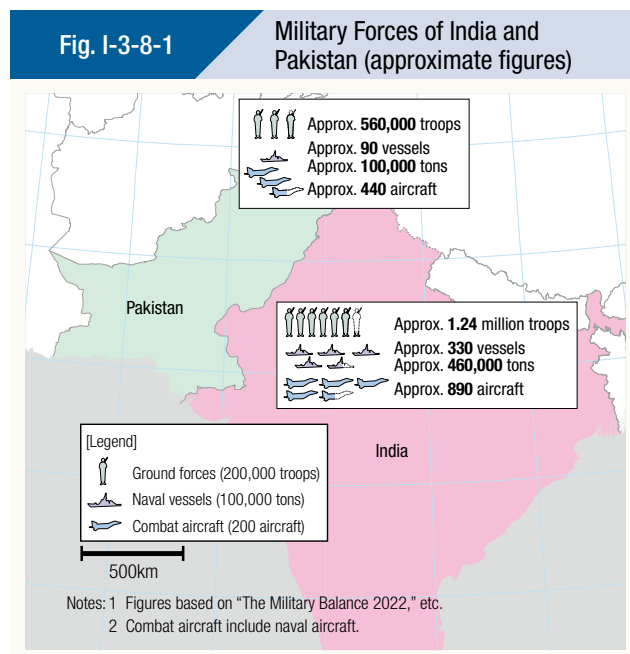 Fig. I-3-8-1
Military Forces of India and
Pakistan (approximate figures)
Approx. 560,000 troops
Approx. 90 vessels
Approx. 100,000 tons
Approx. 440 aircraft
Pakistan
Approx. 1.24 million troops
Approx. 330 vessels
Approx. 460,000 tons
Approx. 890 aircraft
India
[Legend]
Ground forces (200,000 troops)
Naval vessels (100,000 tons)
Combat aircraft (200 aircraft)
500km
Notes: 1 Figures based on “The Military Balance 2022,” etc.
2 Combat aircraft include naval aircraft.